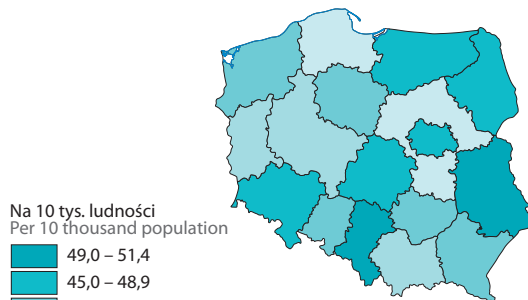 Na 10 tys. ludności
Per 10 thousand population
49,0 – 51,4
45,0 – 48,9